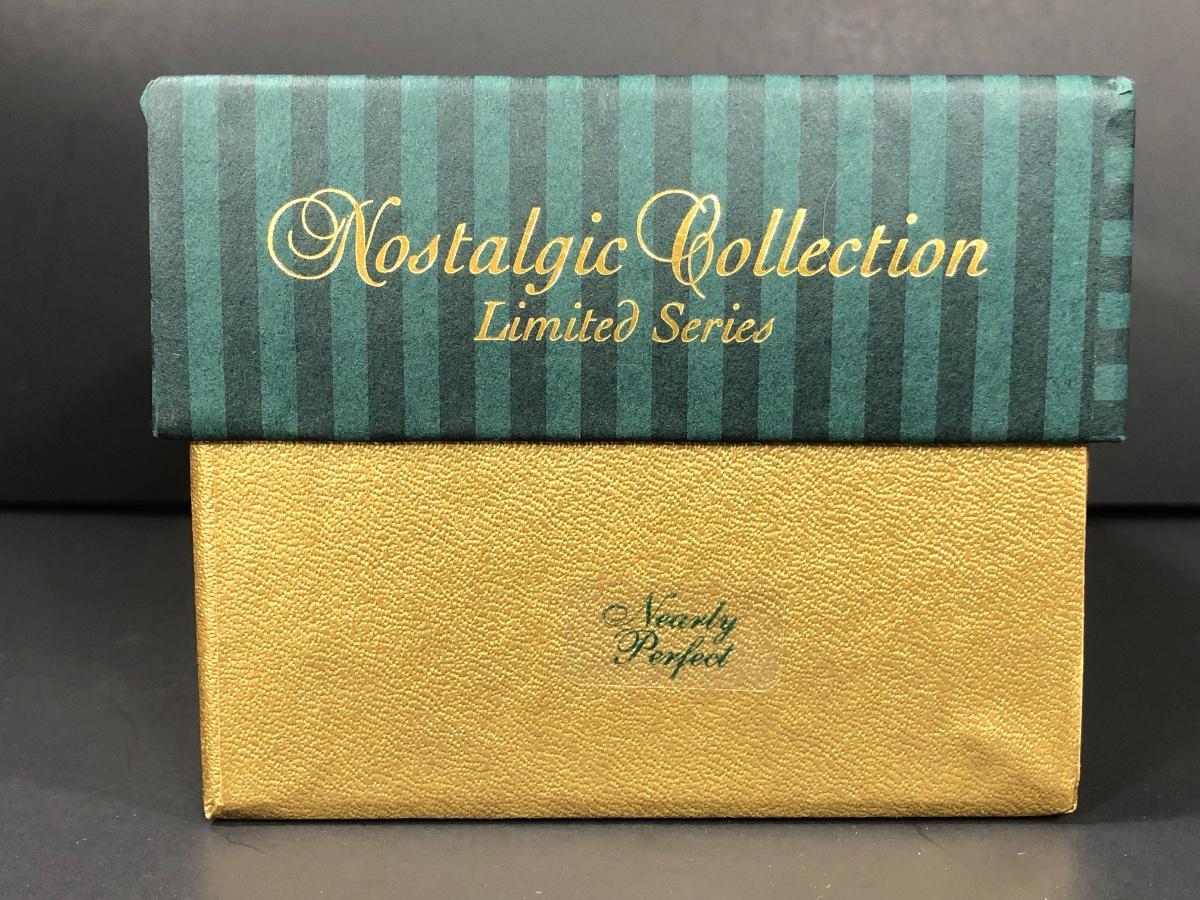 Nostalgic Collection
Limited Series
Nearly
Perfect